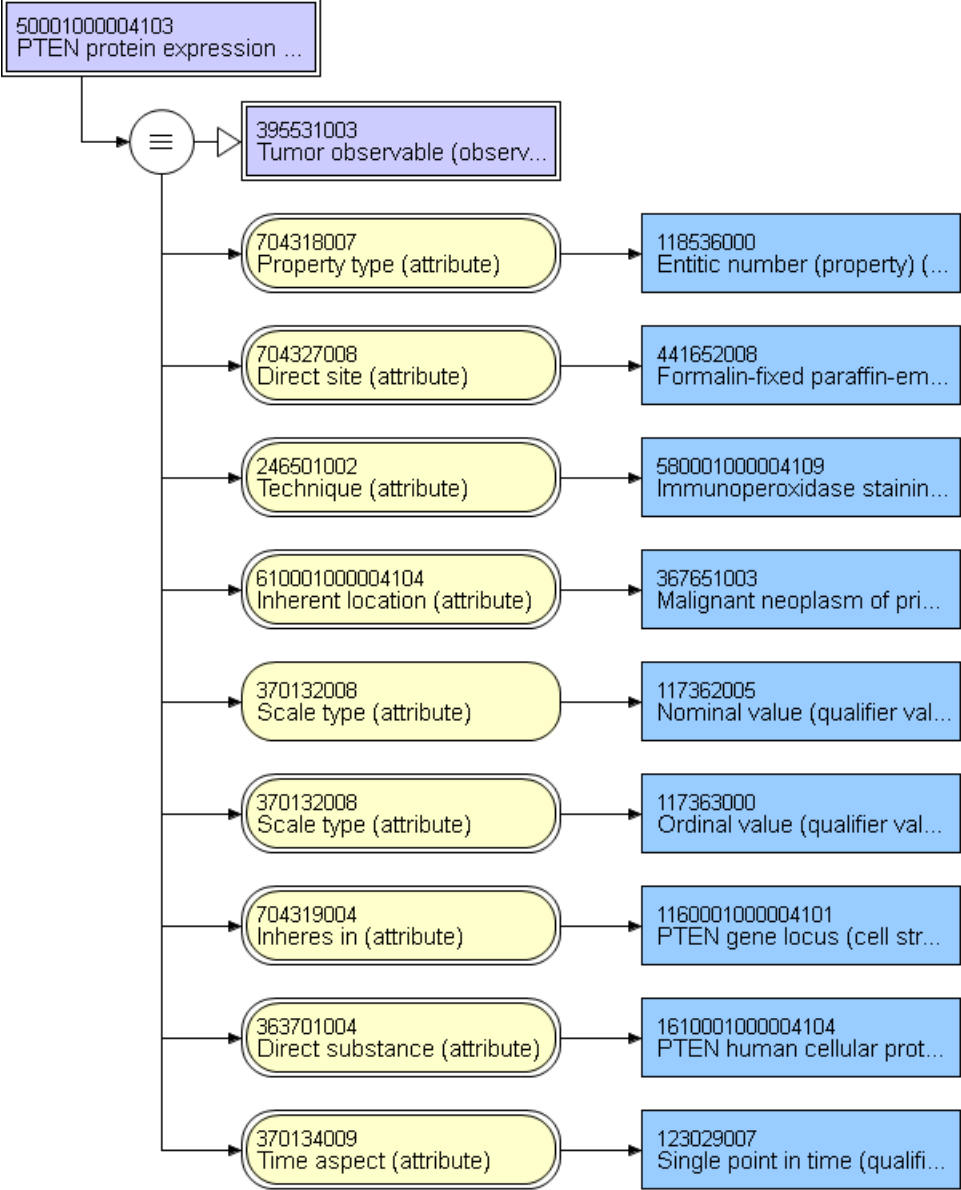 50001000004103
PTEN protein expression ...
≡
395531003
Tumor observable (observ...
704318007
Property type (attribute)
118536000
Entitic number (property) (...
704327008
Direct site (attribute)
441652008
Formalin-fixed paraffin-em...
246501002
Technique (attribute)
580001000004109
Immunoperoxidase stainin...
610001000004104
Inherent location (attribute)
367651003
Malignant neoplasm of pri...
370132008
Scale type (attribute)
117362005
Nominal value (qualifier val...
370132008
Scale type (attribute)
117363000
Ordinal value (qualifier val...
704319004
Inheres in (attribute)
1160001000004101
PTEN gene locus (cell str...
363701004
Direct substance (attribute)
1610001000004104
PTEN human cellular prot...
370134009
Time aspect (attribute)
123029007
Single point in time (qualifi...